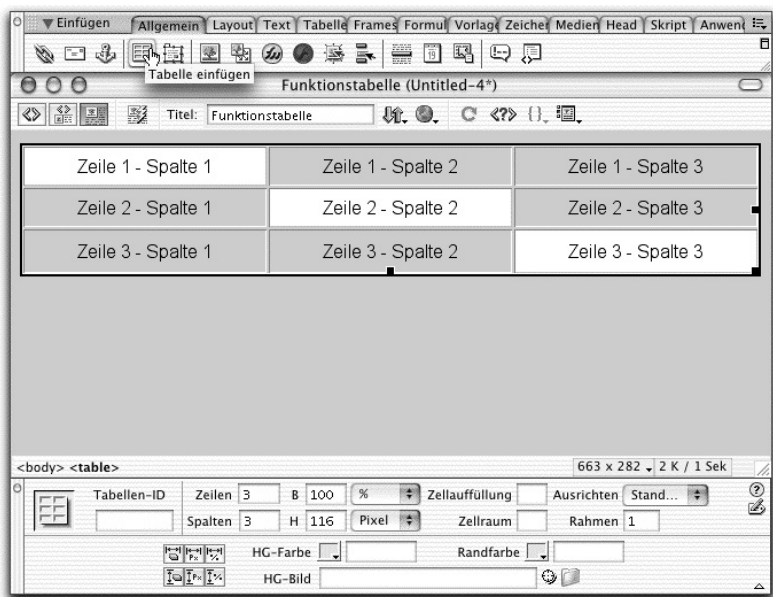 Einfügen Allgemein Layout Text Tabelle Frames Formul Vorlage Zeicher Medien Head Skript Anwend
Tabelle einfügen
Funktionstabelle (Untitled-4*)
Titel: Funktionstabelle
Zeile 1 - Spalte 1 Zeile 1 - Spalte 2 Zeile 1 - Spalte 3
Zeile 2 - Spalte 1 Zeile 2 - Spalte 2 Zeile 2 - Spalte 3
Zeile 3 - Spalte 1 Zeile 3 - Spalte 2 Zeile 3 - Spalte 3
<body> <table> 663 x 282 2 K / 1 Sek
Tabellen-ID Zeilen 3 B 100 % Zellauffüllung Ausrichten Stand...
Spalten 3 H 116 Pixel Zellraum Rahmen 1
HG-Farbe Randfarbe
HG-Bild